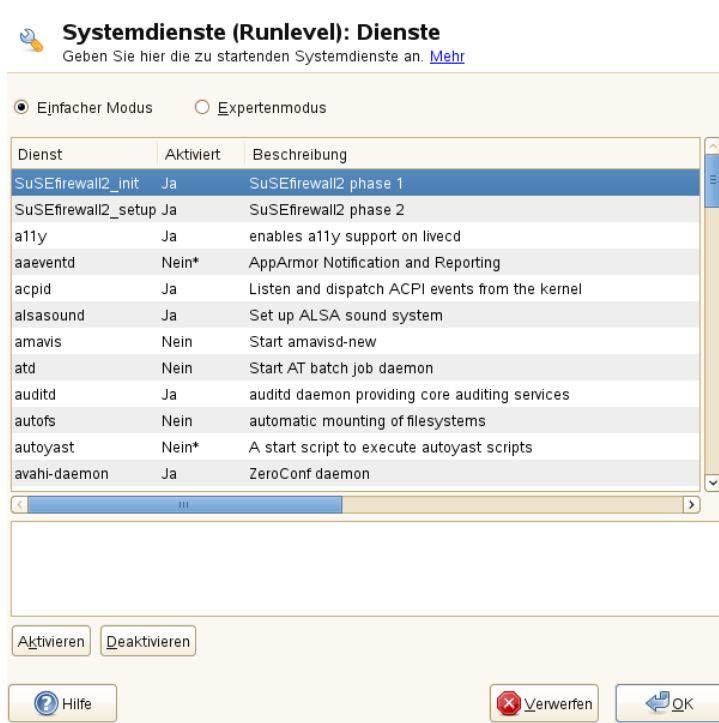 Systemdienste (Runlevel): Dienste
Geben Sie hier die zu startenden Systemdienste an. Mehr
Einfacher Modus Expertenmodus
Dienst Aktiviert Beschreibung
SuSEfirewall2_init Ja SuSEfirewall2 phase 1
SuSEfirewall2_setup Ja SuSEfirewall2 phase 2
a11y Ja enables a11y support on livecd
aaeventd Nein* AppArmor Notification and Reporting
acpid Ja Listen and dispatch ACPI events from the kernel
alsasound Ja Set up ALSA sound system
amavis Nein Start amavisd-new
atd Nein Start AT batch job daemon
auditd Ja auditd daemon providing core auditing services
autofs Nein automatic mounting of filesystems
autoyast Nein* A start script to execute autoyast scripts
avahi-daemon Ja ZeroConf daemon
Aktivieren Deaktivieren
Hilfe Verwerfen OK